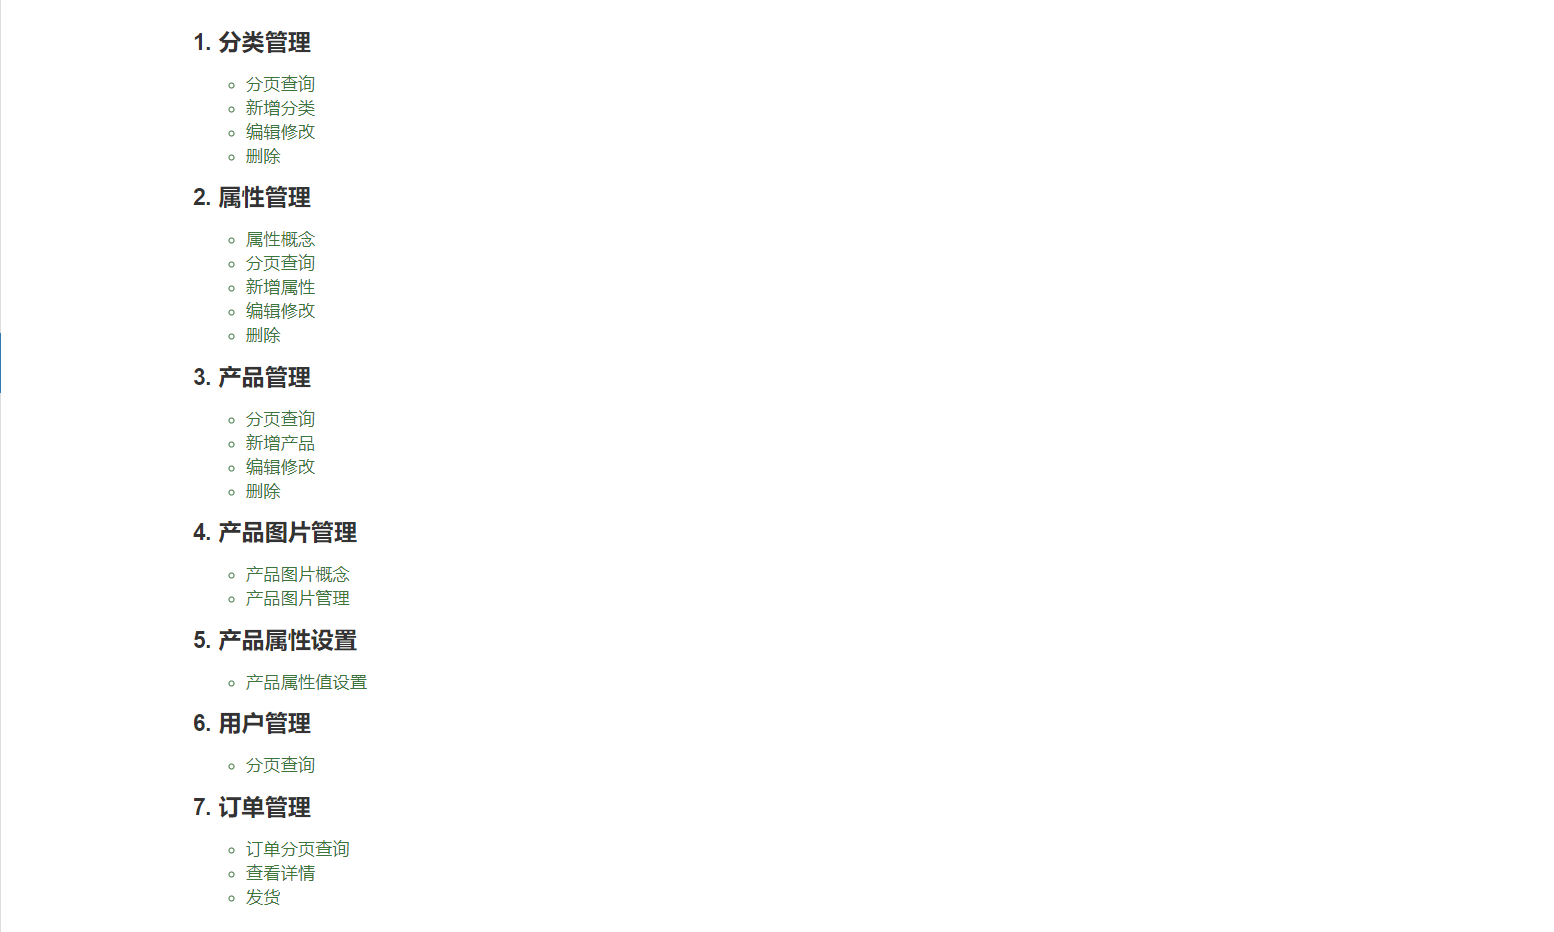 1. 分类管理
分页查询
新增分类
编辑修改
删除
2. 属性管理
属性概念
分页查询
新增属性
编辑修改
删除
3. 产品管理
分页查询
新增产品
编辑修改
删除
4. 产品图片管理
产品图片概念
产品图片管理
5. 产品属性设置
产品属性值设置
6. 用户管理
分页查询
7. 订单管理
订单分页查询
查看详情
发货